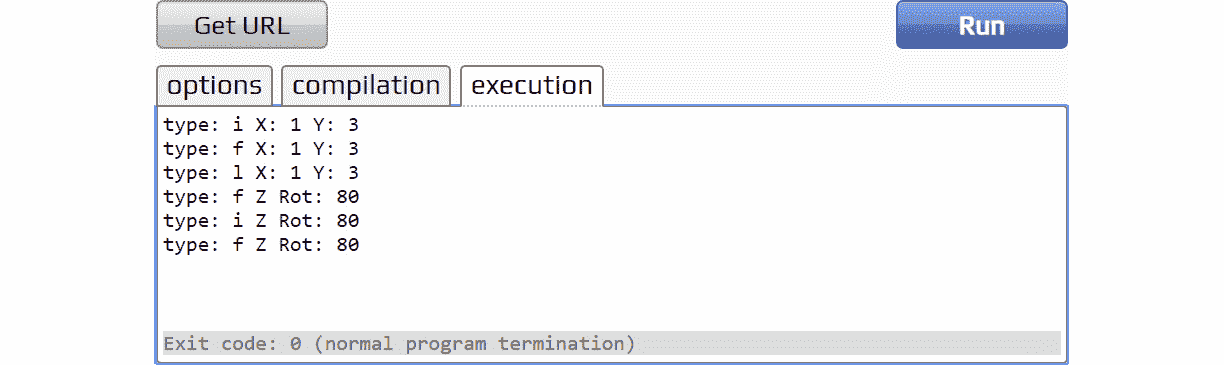 Get URL Run
options compilation execution
type: i X: 1 Y: 3
type: f X: 1 Y: 3
type: l X: 1 Y: 3
type: f Z Rot: 80
type: i Z Rot: 80
type: f Z Rot: 80
Exit code: 0 (normal program termination)